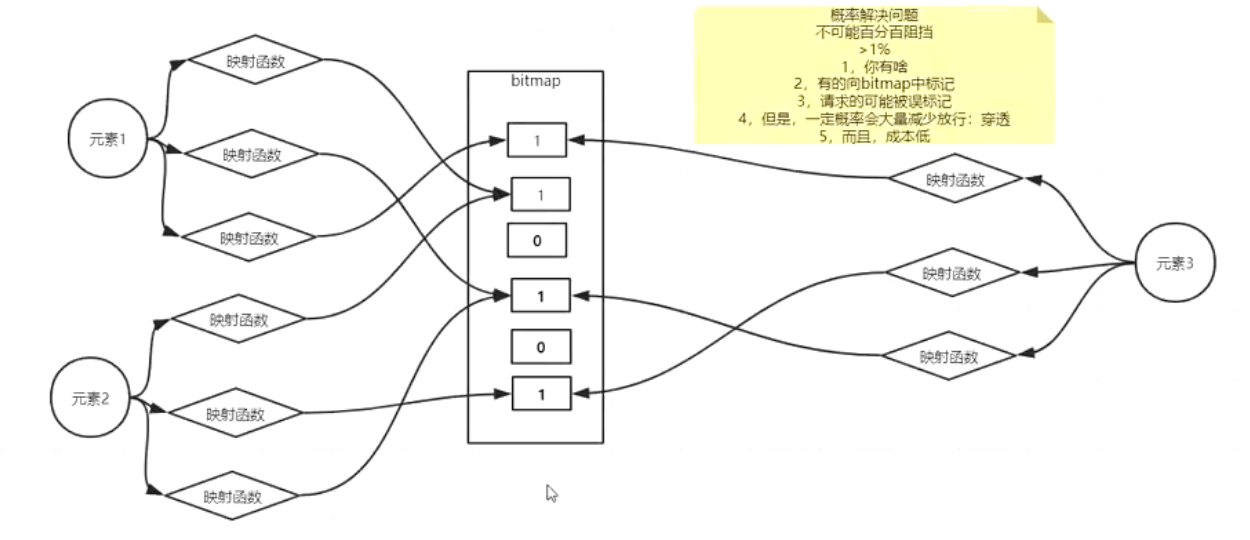 概率解决问题
不可能百分百阻挡
>1%
1，你有啥
2，有的向bitmap中标记
3，请求的可能被误标记
4，但是，一定概率会大量减少放行：穿透
5，而且，成本低
bitmap
映射函数
元素1
映射函数
映射函数
映射函数
元素2
映射函数
映射函数
1
1
0
1
0
1
映射函数
映射函数
元素3
映射函数